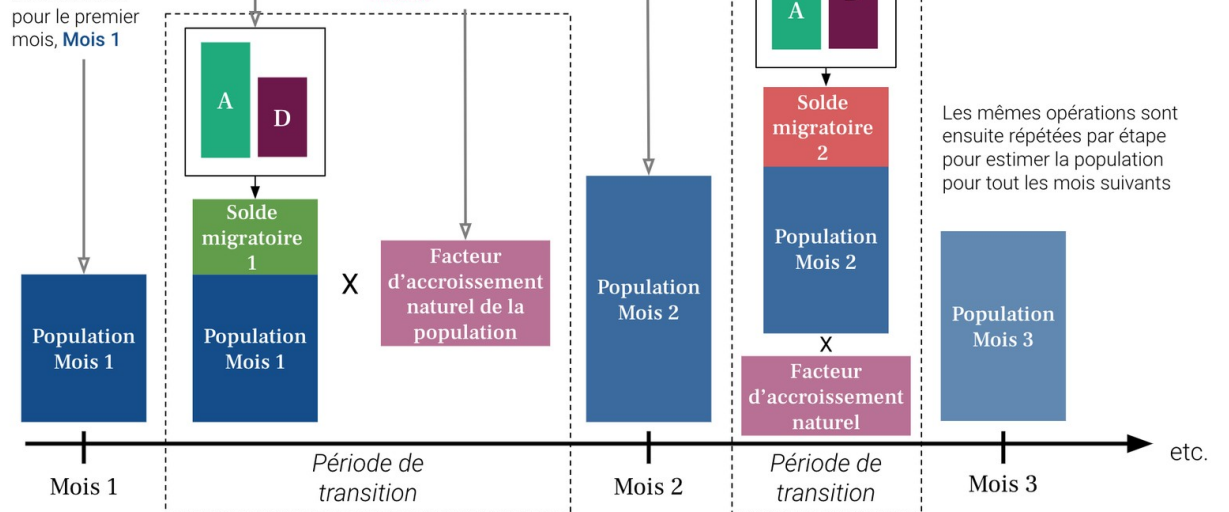 pour le premier
mois, Mois 1
A
D
Solde
migratoire
1
Population
Mois 1
Population
Mois 1
X
Facteur
d'accroissement
naturel de la
population
Population
Mois 2
A
Solde
migratoire
2
Population
Mois 2
X
Facteur
d'accroissement
naturel
Les mêmes opérations sont
ensuite répétées par étape
pour estimer la population
pour tout les mois suivants
Population
Mois 3
Mois 1
Période de
transition
Mois 2
Période de
transition
Mois 3
etc.